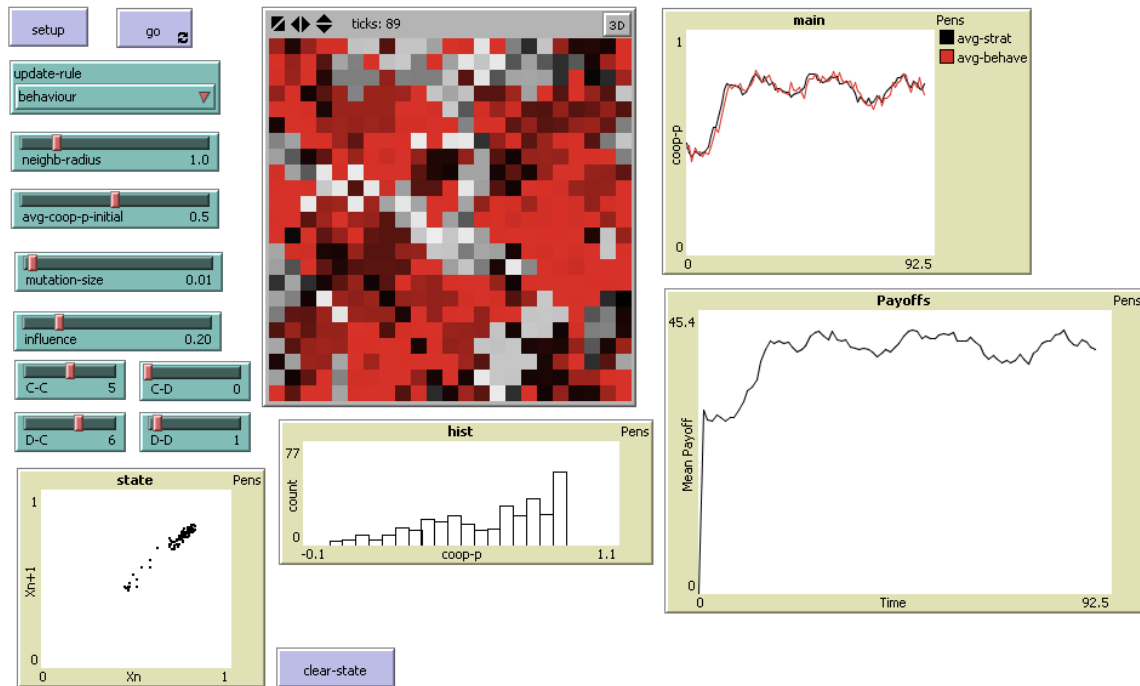 setup
go
update-rule
behaviour
neighb-radius 1.0
avg-coop-p-initial 0.5
mutation-size 0.01
influence 0.20
C-C 5
C-D 0
D-C 6
D-D 1
ticks: 89
3D
main
Pens
1
coop-p
0
0
92.5
avg-strat
avg-behave
Payoffs
Pens
45.4
Mean Payoff
0
0
Time
92.5
hist
Pens
77
count
0
-0.1
coop-p
1.1
state
Pens
1
Xn+1
0
0
Xn
1
clear-state